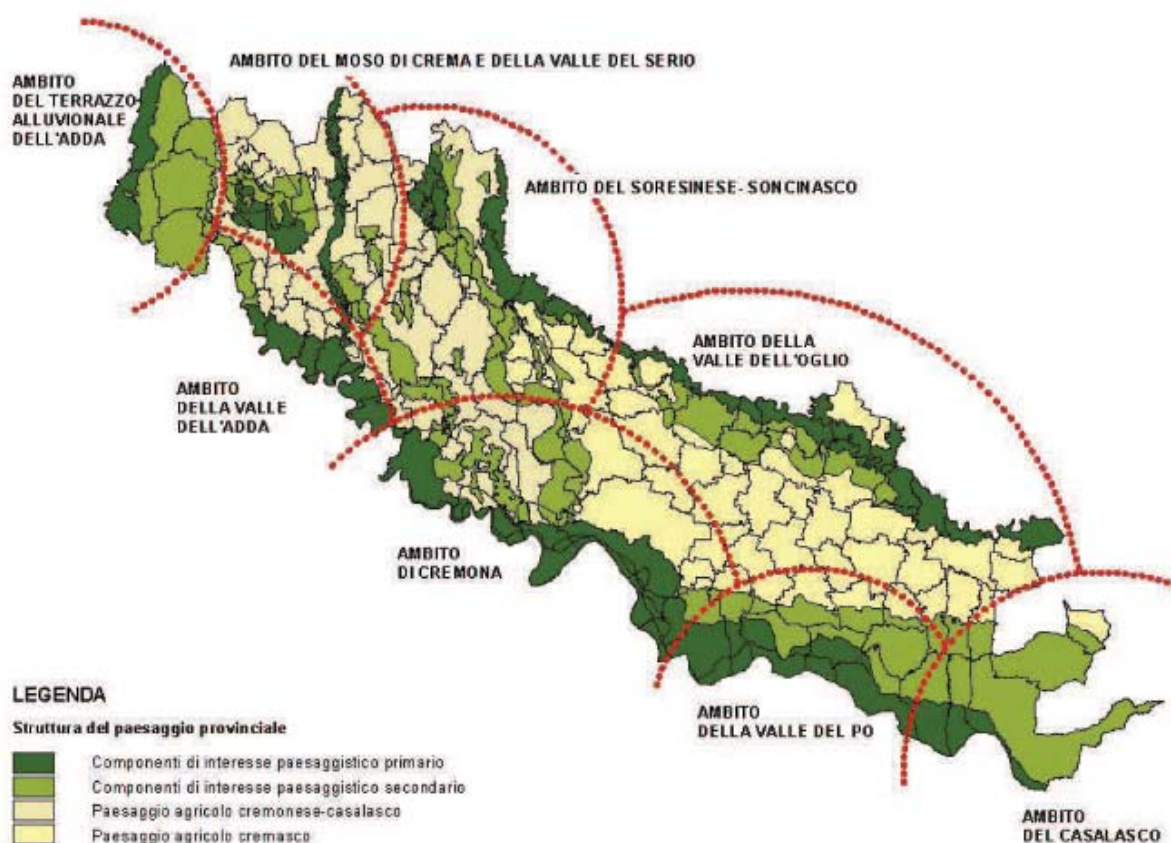 AMBITO DEL MOSO DI CREMA E DELLA VALLE DEL SERIO
AMBITO
DEL TERRAZZO
ALLUVIONALE
DELL'ADDA
AMBITO DEL SORESINESE- SONCINASCO
AMBITO DELLA
VALLE DELL'OGLIO
AMBITO
DELLA VALLE
DELL'ADDA
AMBITO
DI CREMONA
AMBITO
DELLA VALLE DEL PO
AMBITO
DEL CASALASCO
LEGENDA
Struttura del paesaggio provinciale
Componenti di interesse paesaggistico primario
Componenti di interesse paesaggistico secondario
Paesaggio agricolo cremonese-casalasco
Paesaggio agricolo cremasco